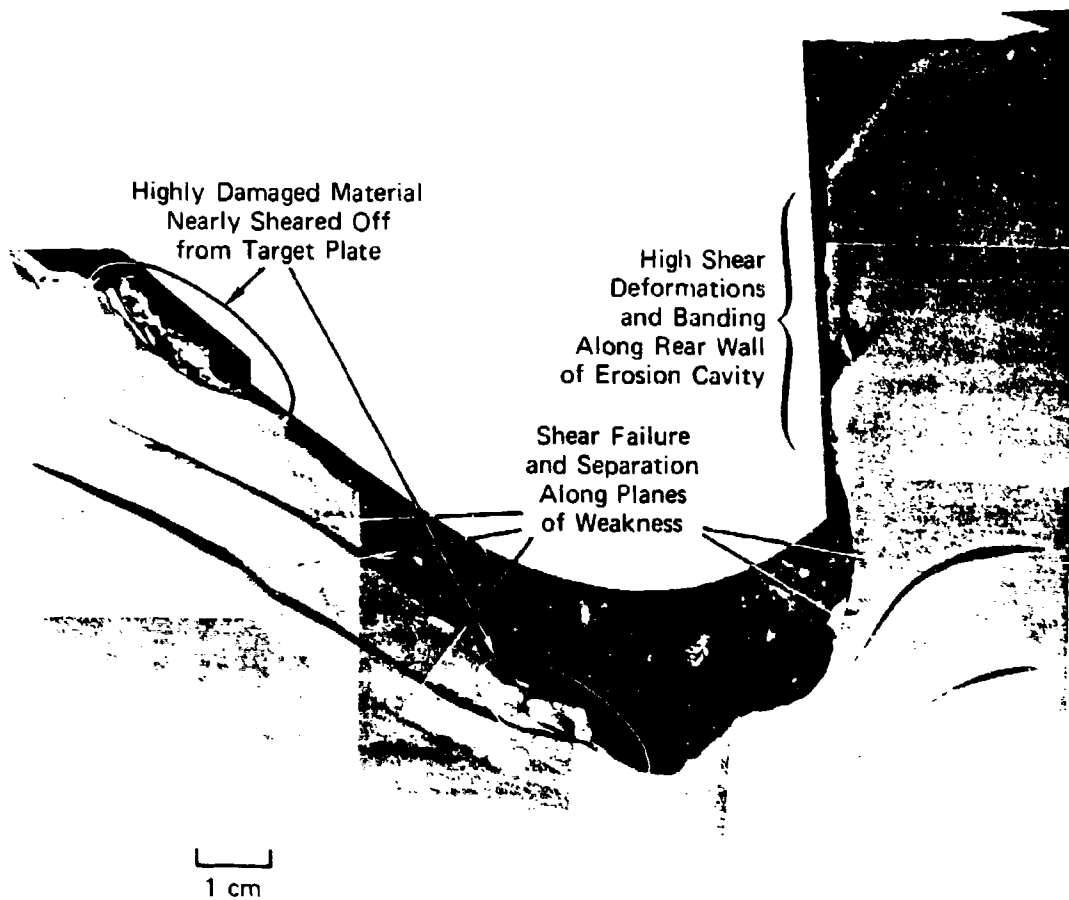 Highly Damaged Material
Nearly Sheared Off
from Target Plate
High Shear
Deformations
and Banding
Along Rear Wall
of Erosion Cavity
Shear Failure
and Separation
Along Planes
of Weakness
1 cm